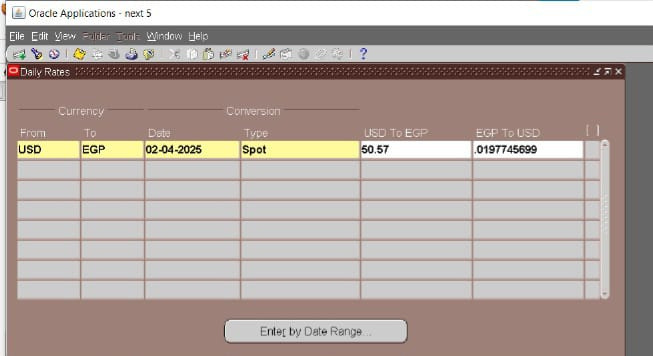 Oracle Applications - next 5
File Edit View Folder Tools Window Help
Daily Rates
Currency Conversion
From To Date Type USD To EGP EGP To USD [ ]
USD EGP 02-04-2025 Spot 50.57 .0197745699
Enter by Date Range...